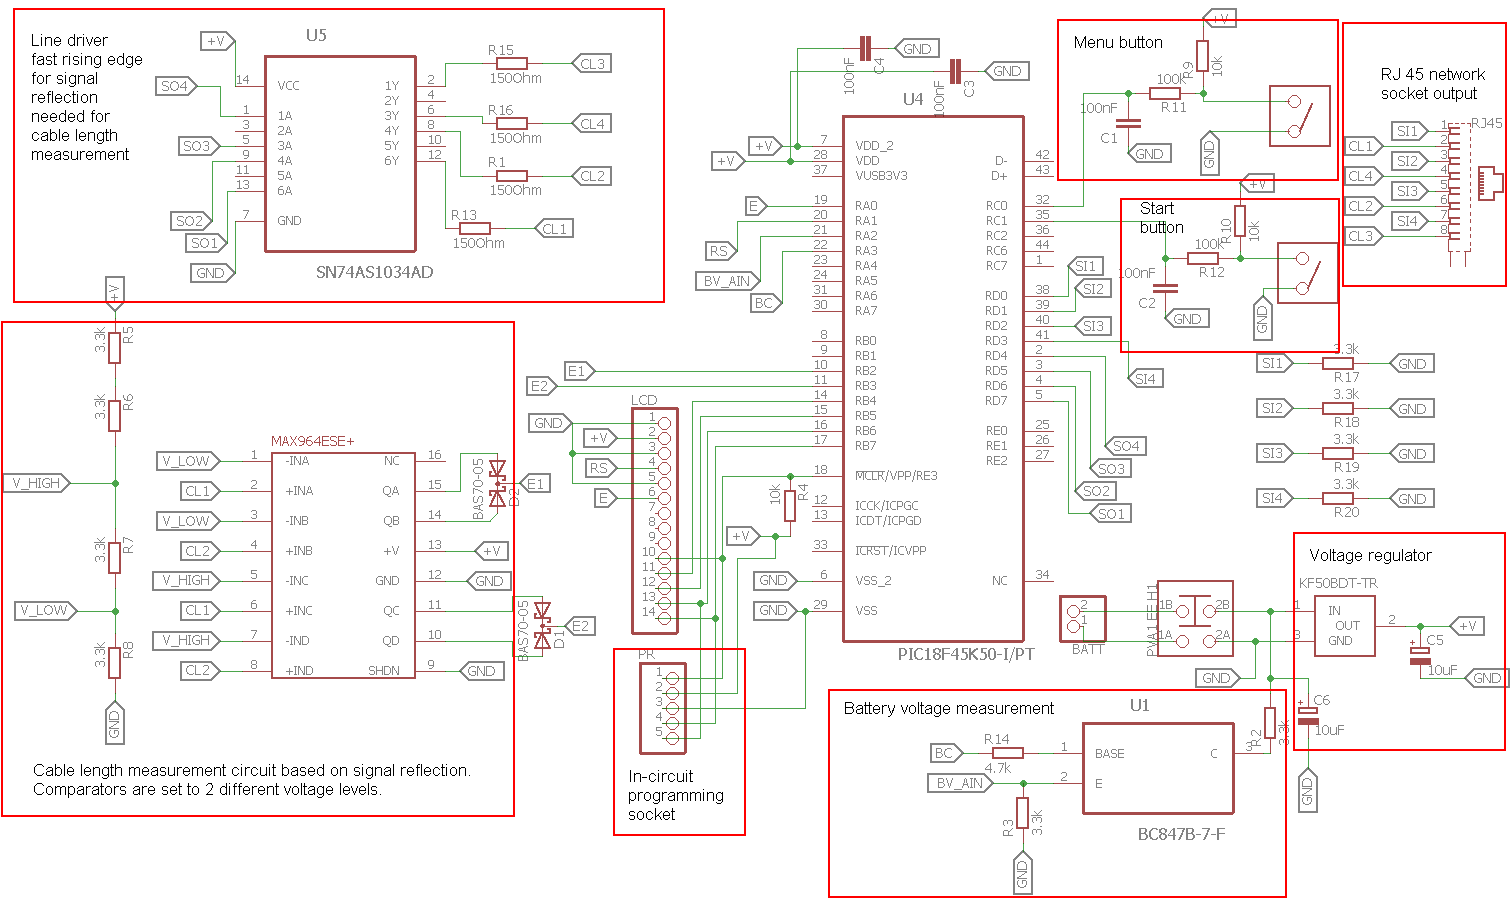 Line driver
fast rising edge
for signal
reflection
needed for
cable length
measurement
U5
+V
SO4
SO3
SO2
SO1
GND
14
1
3
5
9
11
13
7
VCC
1A
2A
3A
4A
5A
6A
GND
1Y
2Y
3Y
4Y
5Y
6Y
2
4
6
8
10
12
R15
150Ohm
CL3
R16
150Ohm
CL4
R1
150Ohm
CL2
R13
150Ohm
CL1
SN74AS1034AD
+V
R5
3.3k
R6
3.3k
V_HIGH
R7
3.3k
V_LOW
R8
3.3k
GND
MAX964ESE+
V_LOW 1 -INA
CL1 2 +INA
V_LOW 3 -INB
CL2 4 +INB
V_HIGH 5 -INC
CL1 6 +INC
V_HIGH 7 -IND
CL2 8 +IND
NC 16
QA 15
QB 14
+V 13 +V
GND 12 GND
QC 11
QD 10
SHDN 9 GND
BAS70-05
D2
E1
BAS70-05
D1
E2
Cable length measurement circuit based on signal reflection.
Comparators are set to 2 different voltage levels.
100nF
C4
GND
100nF
C3
GND
U4
+V
+V
7 VDD_2
28 VDD
37 VUSB3V3
E 19 RA0
RS 20 RA1
BV_AIN 21 RA2
BC 22 RA3
23 RA4
24 RA5
31 RA6
30 RA7
8 RB0
9 RB1
E1 10 RB2
E2 11 RB3
14 RB4
15 RB5
16 RB6
17 RB7
18 MCLR/VPP/RE3
12 ICCK/ICPGC
13 ICDT/ICPGD
33 ICRST/ICVPP
GND 6 VSS_2
GND 29 VSS
D- 42
D+ 43
RC0 32
RC1 35
RC2 36
RC6 44
RC7 1
RD0 38 SI1
RD1 39 SI2
RD2 40 SI3
RD3 41 SI4
RD4 2 SO4
RD5 3 SO3
RD6 4 SO2
RD7 5 SO1
RE0 25
RE1 26
RE2 27
NC 34
PIC18F45K50-I/PT
10k
R4
+V
LCD
GND
+V
RS
E
1
2
3
4
5
6
7
8
9
10
11
12
13
14
PR
1
2
3
4
5
In-circuit
programming
socket
Menu button
+V
R9
10k
100k
R11
100nF
C1
GND
GND
Start
button
+V
R10
10k
100k
R12
100nF
C2
GND
GND
RJ 45 network
socket output
RJ45
SI1 1
CL1 2
SI2 3
CL4 4
SI3 5
CL2 6
SI4 7
CL3 8
SI1 3.3k R17 GND
SI2 3.3k R18 GND
SI3 3.3k R19 GND
SI4 3.3k R20 GND
2
1
BATT
PVA1EEH1
1B
2B
1A
2A
GND
Voltage regulator
KF50BDT-TR
1
3
IN
OUT
GND
2
+V
C5
10uF
GND
+
C6
10uF
GND
R2
3.3k
Battery voltage measurement
U1
BC
R14
4.7k
1
BASE
BV_AIN
2
E
C
3
R3
3.3k
GND
BC847B-7-F